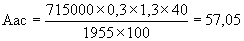 Аас = 715000×0,3×1,3×40 / 1955×100 = 57,05